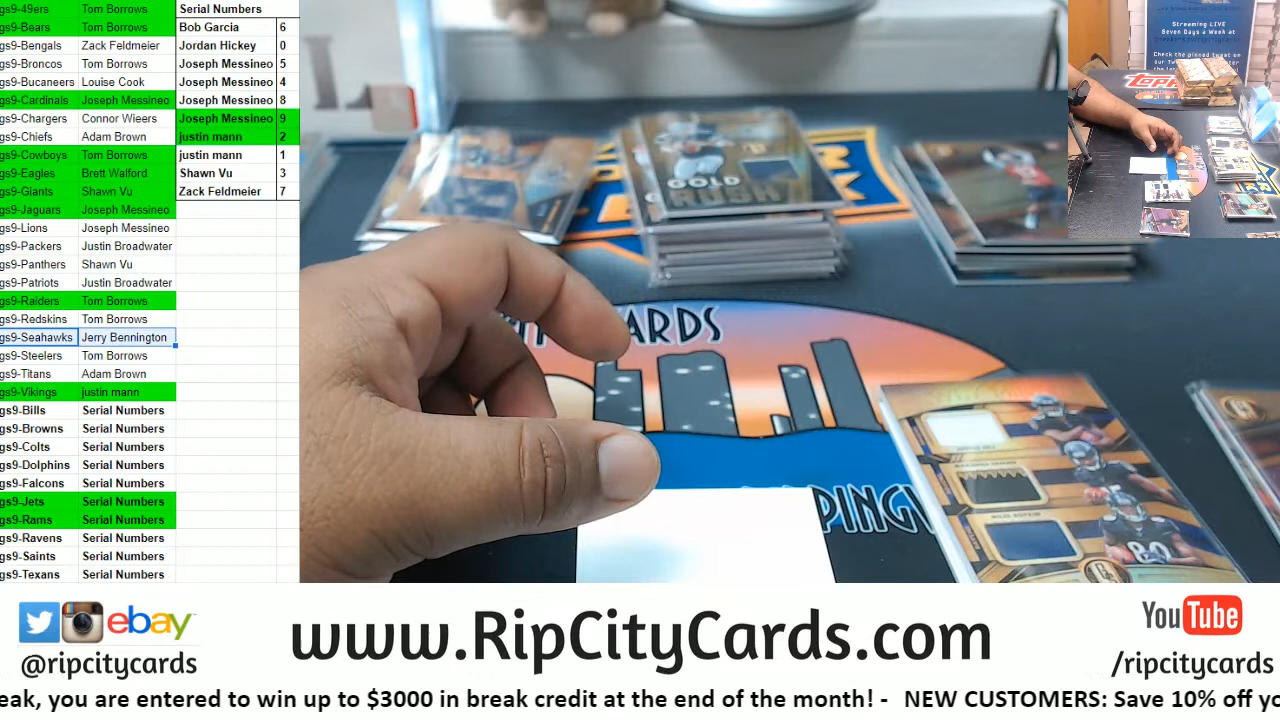 gs9-49ers Tom Borrows Serial Numbers
gs9-Bears Tom Borrows Bob Garcia 6
gs9-Bengals Zack Feldmeier Jordan Hickey 0
gs9-Broncos Tom Borrows Joseph Messineo 5
gs9-Bucaneers Louise Cook Joseph Messineo 4
gs9-Cardinals Joseph Messineo Joseph Messineo 8
gs9-Chargers Connor Wieers Joseph Messineo 9
gs9-Chiefs Adam Brown justin mann 2
gs9-Cowboys Tom Borrows justin mann 1
gs9-Eagles Brett Walford Shawn Vu 3
gs9-Giants Shawn Vu Zack Feldmeier 7
gs9-Jaguars Joseph Messineo
gs9-Lions Joseph Messineo
gs9-Packers Justin Broadwater
gs9-Panthers Shawn Vu
gs9-Patriots Justin Broadwater
gs9-Raiders Tom Borrows
gs9-Redskins Tom Borrows
gs9-Seahawks Jerry Bennington
gs9-Steelers Tom Borrows
gs9-Titans Adam Brown
gs9-Vikings justin mann
gs9-Bills Serial Numbers
gs9-Browns Serial Numbers
gs9-Colts Serial Numbers
gs9-Dolphins Serial Numbers
gs9-Falcons Serial Numbers
gs9-Jets Serial Numbers
gs9-Rams Serial Numbers
gs9-Ravens Serial Numbers
gs9-Saints Serial Numbers
gs9-Texans Serial Numbers
GOLD
ARDS
PINGV
Streaming LIVE
Seven Days a Week at
Check the pinned tweet on
Topps
ebay
@ripcitycards
www.RipCityCards.com
YouTube
/ripcitycards
eak, you are entered to win up to $3000 in break credit at the end of the month! - NEW CUSTOMERS: Save 10% off yo